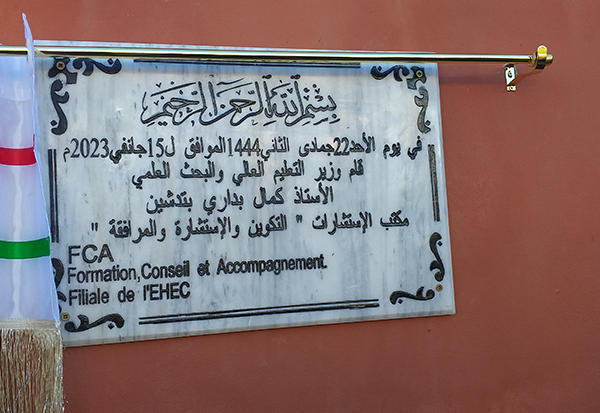 بسم الله الرحمن الرحيم
في يوم الأحد22جمادى الثاني1444الموافق ل15جانفي2023م
قام وزير التعليم العالي والبحث العلمي
الأستاذ كمال بداري بتدشين
مكتب الإستشارات " التكوين والإستشارة والمرافقة "
FCA
Formation,Conseil et Accompagnement.
Filiale de l'EHEC